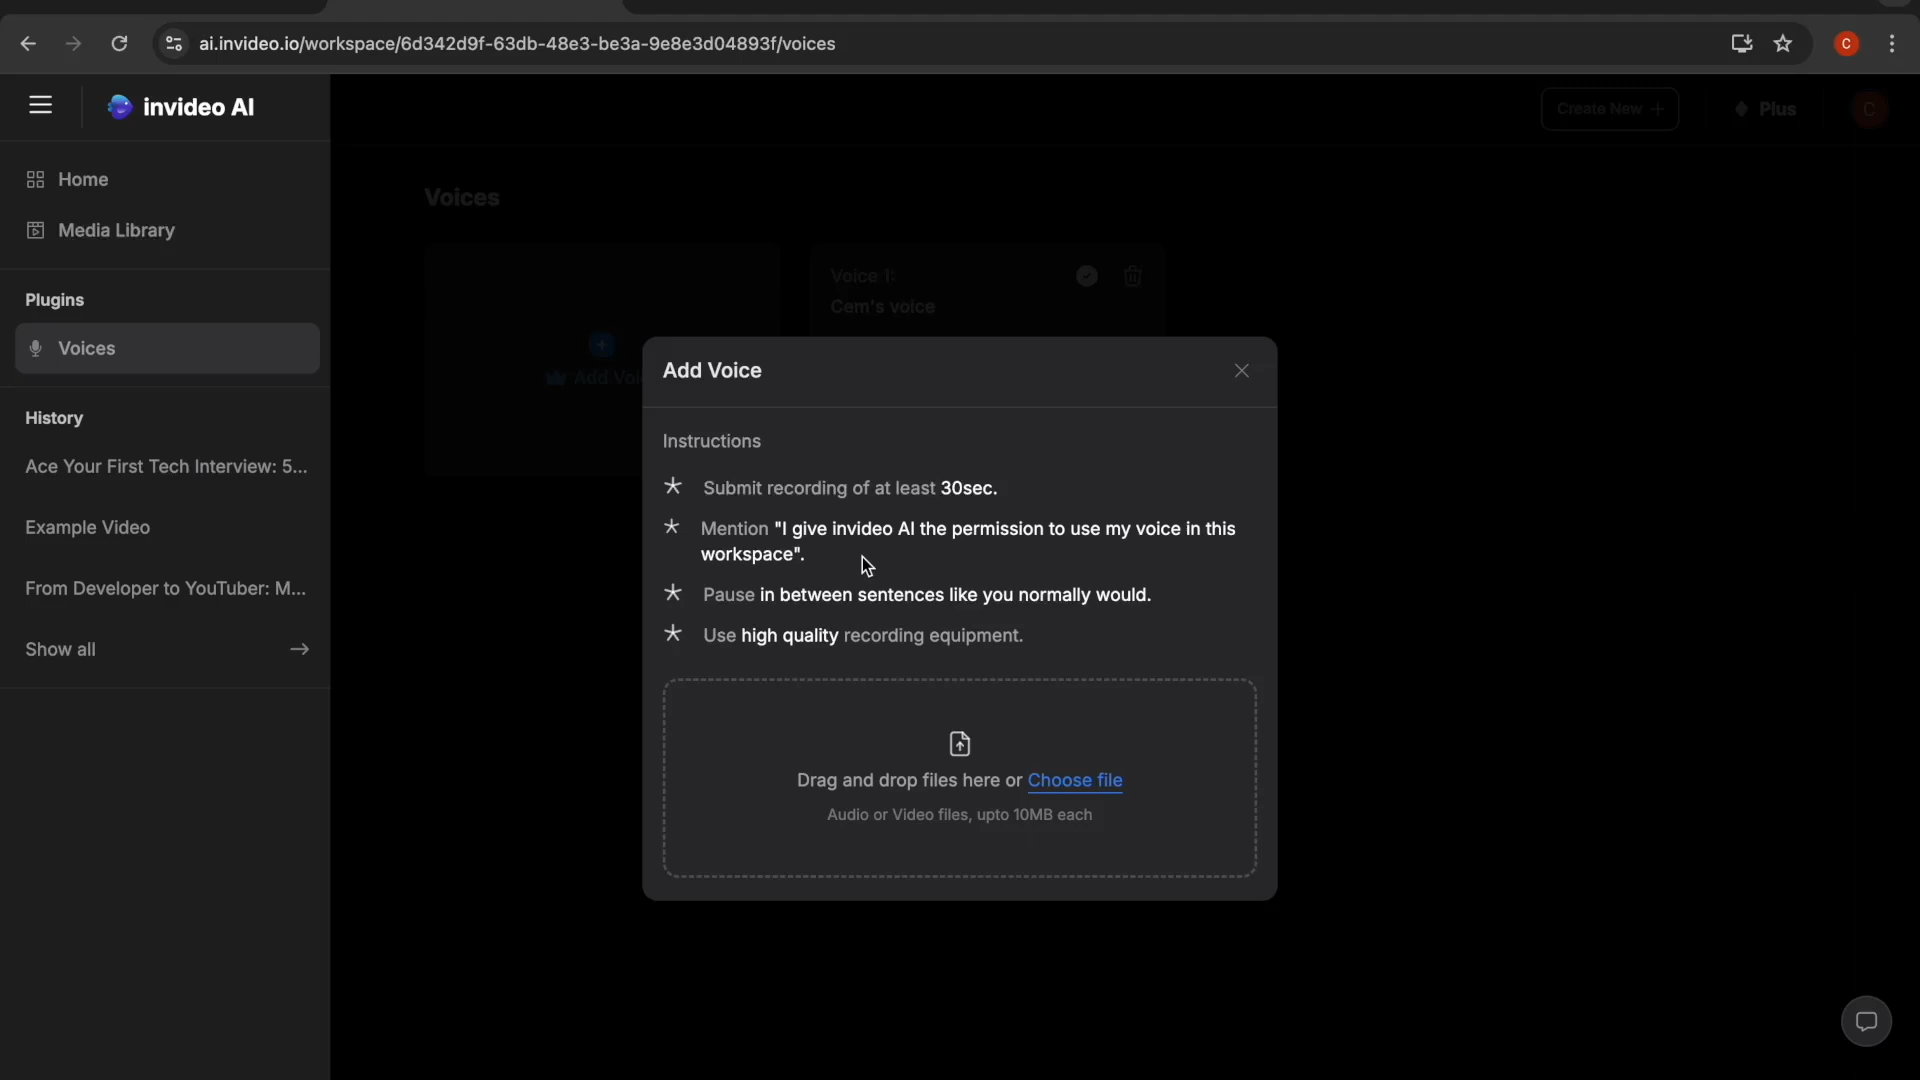 ai.invideo.io/workspace/6d342d9f-63db-48e3-be3a-9e8e3d04893f/voices
C
invideo AI
Create New +
Plus
C
Home
Media Library
Voices
Plugins
Voices
Voice 1:
Cem's voice
Add Voi
Add Voice
History
Ace Your First Tech Interview: 5...
Example Video
From Developer to YouTuber: M...
Show all
Instructions
Submit recording of at least 30sec.
Mention "I give invideo AI the permission to use my voice in this
workspace".
Pause in between sentences like you normally would.
Use high quality recording equipment.
Drag and drop files here or Choose file
Audio or Video files, upto 10MB each